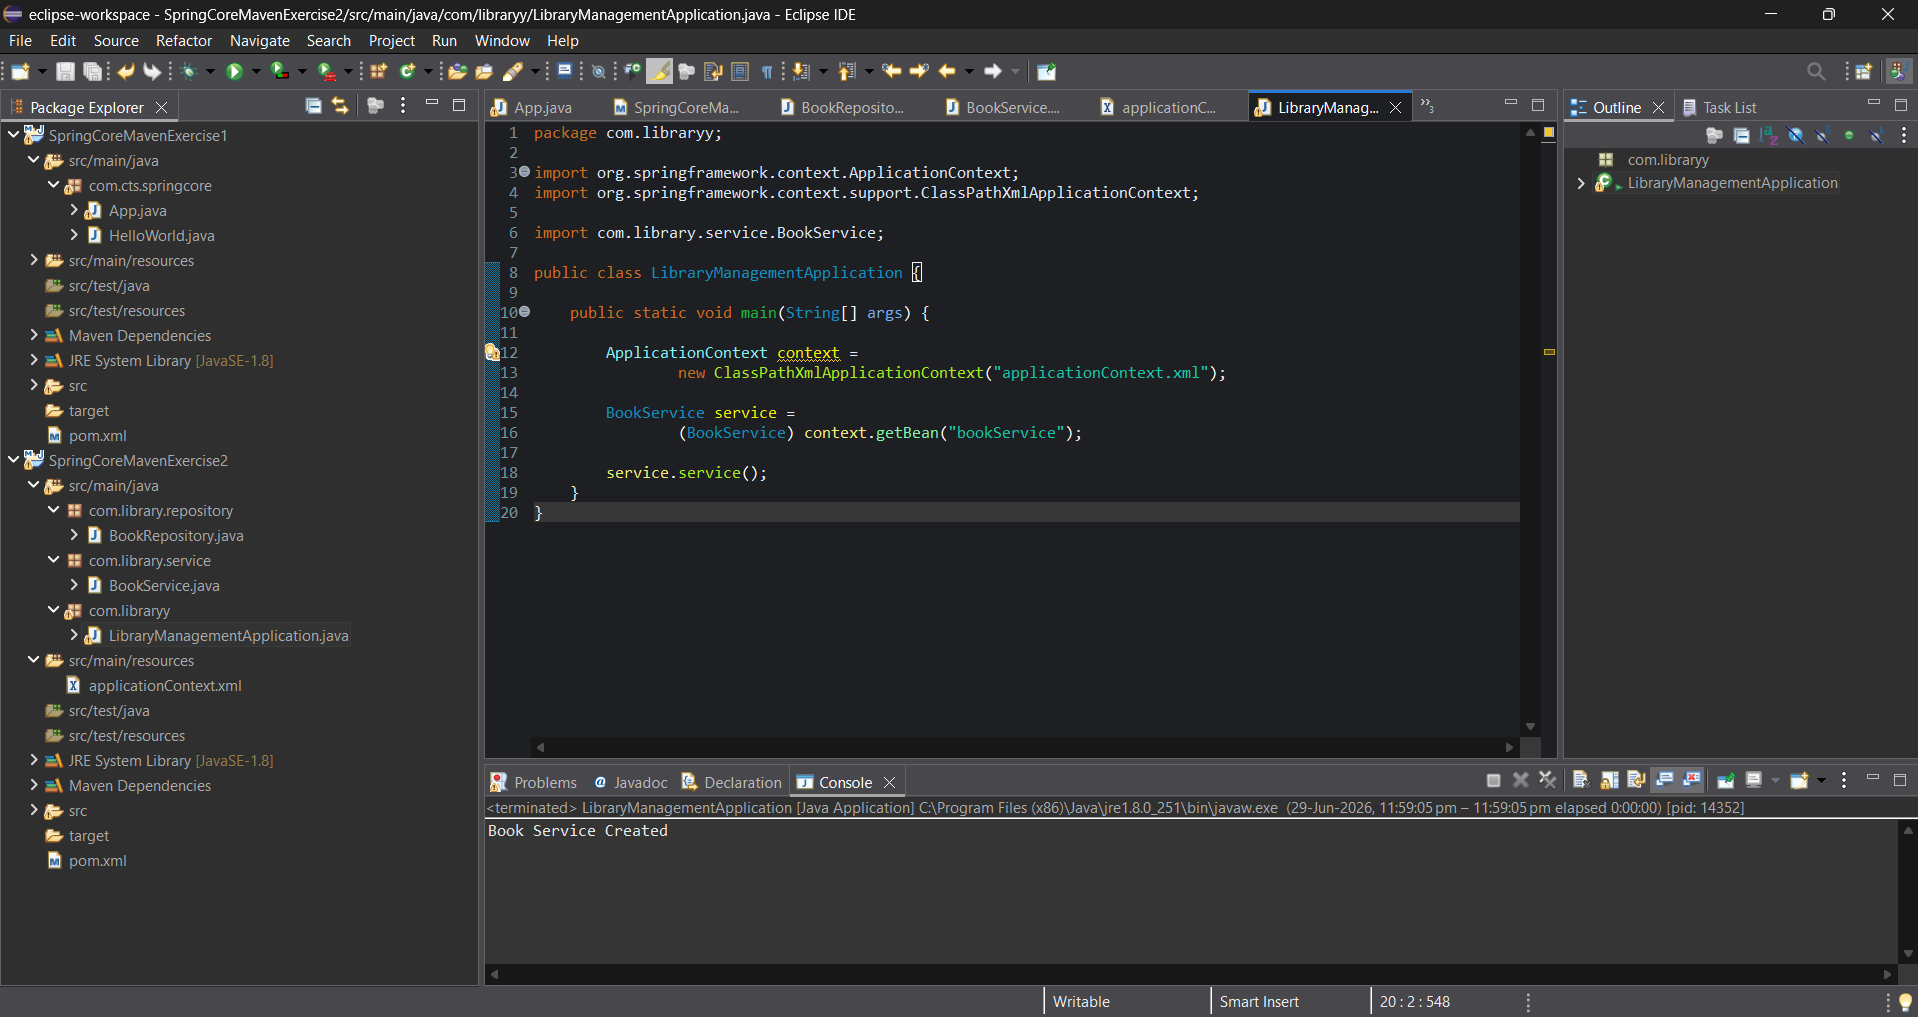 eclipse-workspace - SpringCoreMavenExercise2/src/main/java/com/libraryy/LibraryManagementApplication.java - Eclipse IDE
File Edit Source Refactor Navigate Search Project Run Window Help
Package Explorer
SpringCoreMavenExercise1
src/main/java
com.cts.springcore
App.java
HelloWorld.java
src/main/resources
src/test/java
src/test/resources
Maven Dependencies
JRE System Library [JavaSE-1.8]
src
target
pom.xml
SpringCoreMavenExercise2
src/main/java
com.library.repository
BookRepository.java
com.library.service
BookService.java
com.libraryy
LibraryManagementApplication.java
src/main/resources
applicationContext.xml
src/test/java
src/test/resources
JRE System Library [JavaSE-1.8]
Maven Dependencies
src
target
pom.xml
App.java SpringCoreMa... BookReposito... BookService.... applicationC... LibraryManag... »3
1 package com.libraryy;
2
3 import org.springframework.context.ApplicationContext;
4 import org.springframework.context.support.ClassPathXmlApplicationContext;
5
6 import com.library.service.BookService;
7
8 public class LibraryManagementApplication {
9
10 public static void main(String[] args) {
11
12 ApplicationContext context =
13 new ClassPathXmlApplicationContext("applicationContext.xml");
14
15 BookService service =
16 (BookService) context.getBean("bookService");
17
18 service.service();
19 }
20 }
Outline Task List
com.libraryy
LibraryManagementApplication
Problems Javadoc Declaration Console
<terminated> LibraryManagementApplication [Java Application] C:\Program Files (x86)\Java\jre1.8.0_251\bin\javaw.exe (29-Jun-2026, 11:59:05 pm – 11:59:05 pm elapsed 0:00:00) [pid: 14352]
Book Service Created
Writable Smart Insert 20 : 2 : 548